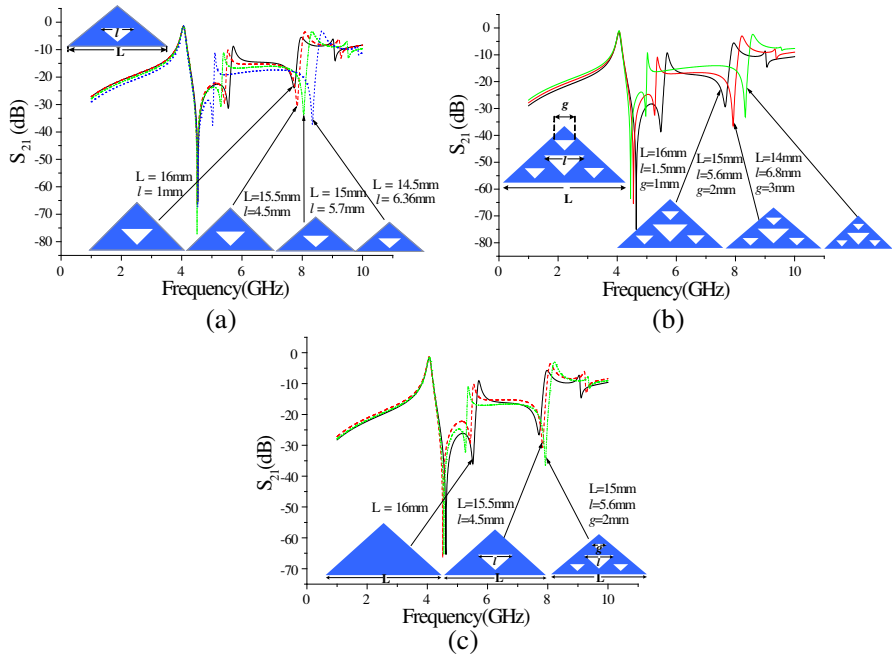 0
-10
-20
-30
-40
-50
-60
-70
-80
S21 (dB)
l
L
L = 16mm
l = 1mm
L=15.5mm
l=4.5mm
L = 15mm
l = 5.7mm
L = 14.5mm
l = 6.36mm
0 2 4 6 8 10
Frequency(GHz)
(a)
0
-10
-20
-30
-40
-50
-60
-70
-80
S21 (dB)
g
l
L
L=16mm
l=1.5mm
g=1mm
L=15mm
l=5.6mm
g=2mm
L=14mm
l=6.8mm
g=3mm
0 2 4 6 8 10
Frequency(GHz)
(b)
0
-10
-20
-30
-40
-50
-60
-70
S21(dB)
L = 16mm
L=15.5mm
l=4.5mm
L=15mm
l=5.6mm
g=2mm
L
l
L
g
l
L
0 2 4 6 8 10
Frequency(GHz)
(c)